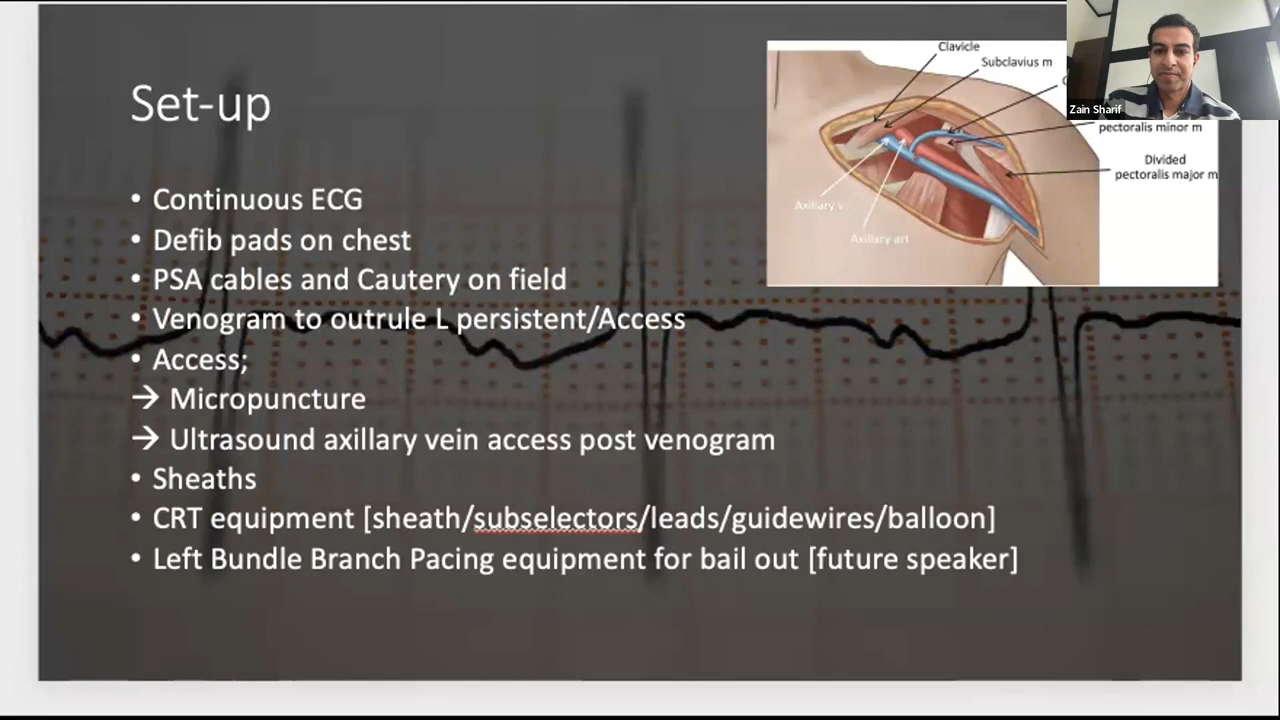 Set-up
• Continuous ECG
• Defib pads on chest
• PSA cables and Cautery on field
• Venogram to outrule L persistent/Access
• Access;
→ Micropuncture
→ Ultrasound axillary vein access post venogram
• Sheaths
• CRT equipment [sheath/subselectors/leads/guidewires/balloon]
• Left Bundle Branch Pacing equipment for bail out [future speaker]
Clavicle
Subclavius m
pectoralis minor m
Divided
pectoralis major m
Axillary v
Axillary art
Zain Sharif